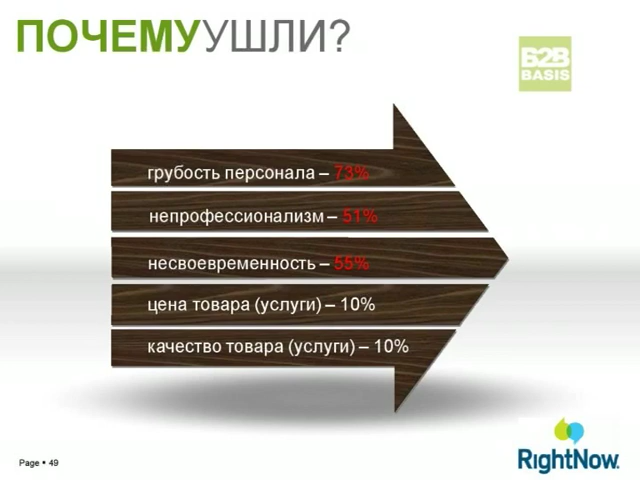 ПОЧЕМУУШЛИ?
Б2В
BASIS
грубость персонала – 73%
непрофессионализм – 51%
несвоевременность – 55%
цена товара (услуги) – 10%
качество товара (услуги) – 10%
Page ▪ 49
RightNow.